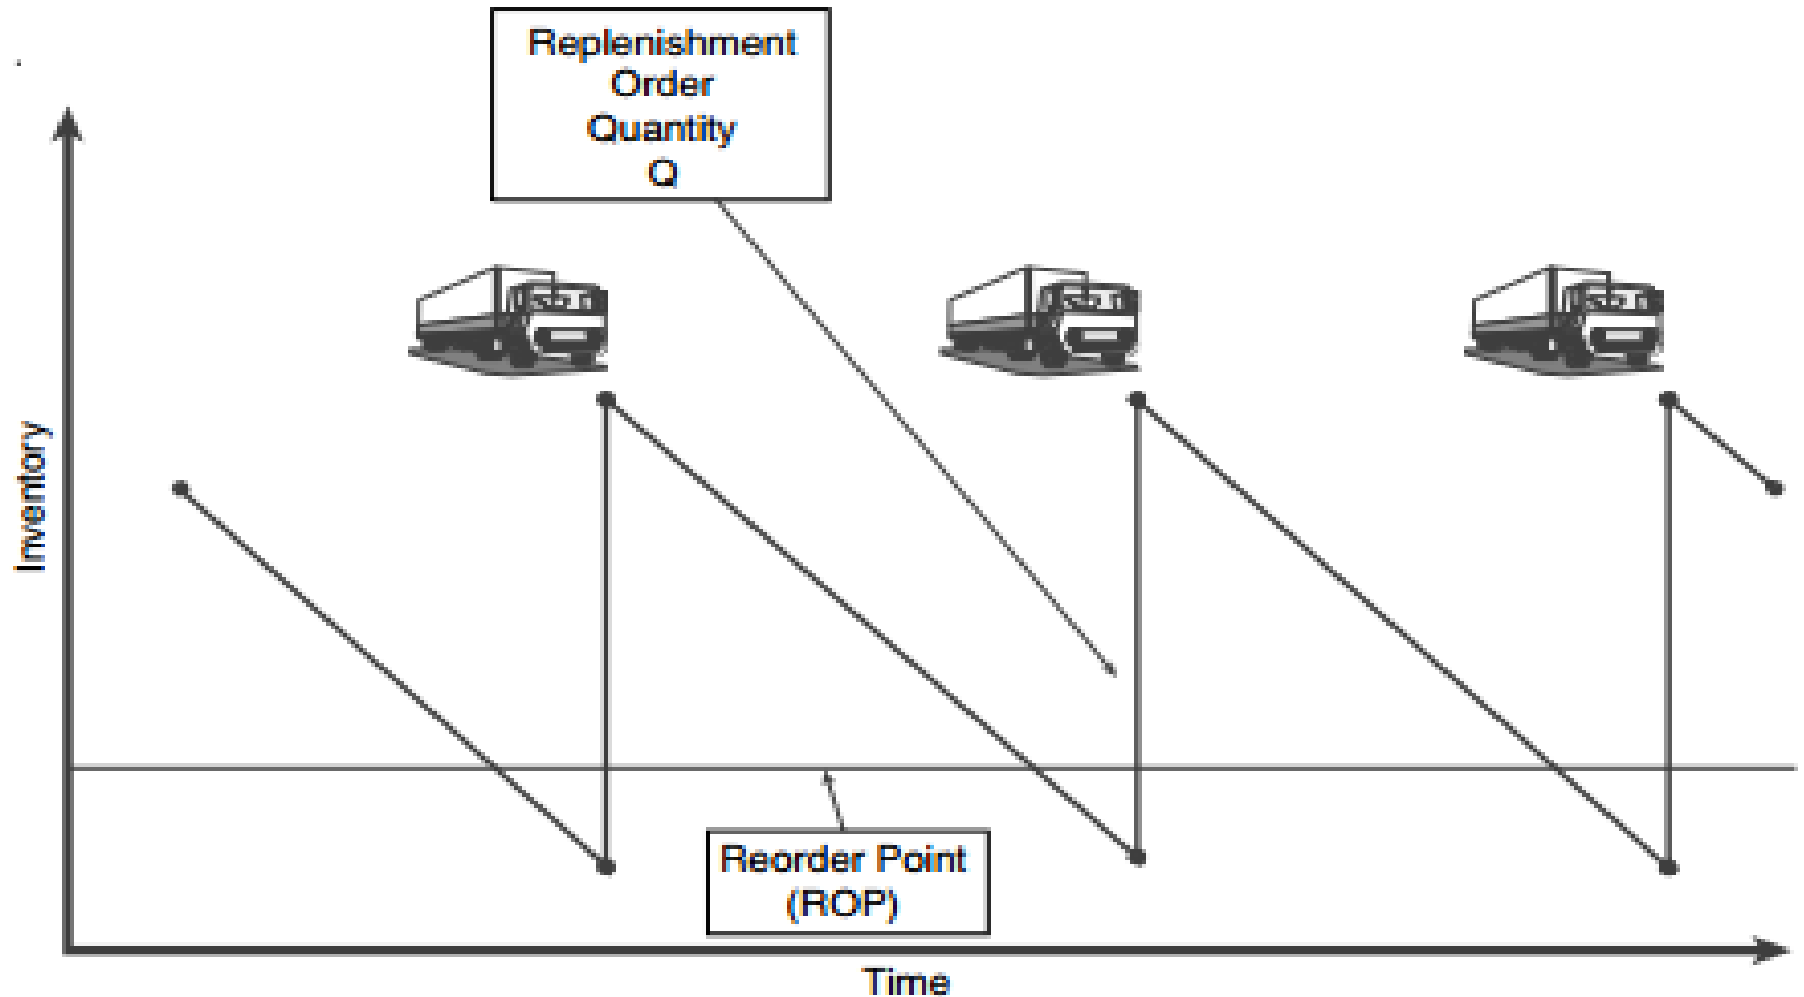 Replenishment
Order
Quantity
Q
Inventory
Reorder Point
(ROP)
Time